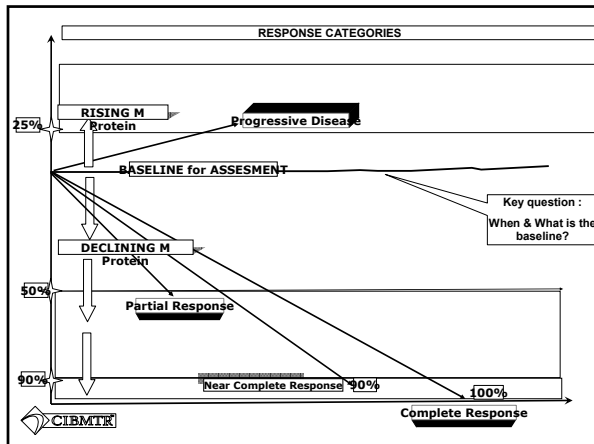 RESPONSE CATEGORIES
RISING M
Protein
25%
Progressive Disease
BASELINE for ASSESMENT
Key question :
When & What is the
baseline?
DECLINING M
Protein
50%
Partial Response
90%
Near Complete Response
90%
100%
Complete Response
CIBMTR